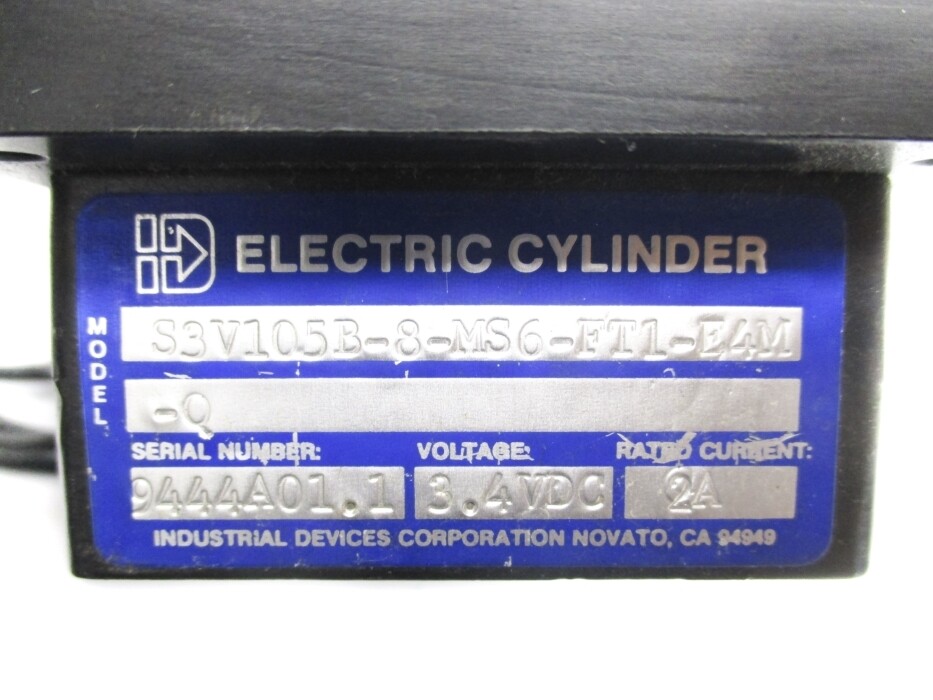 ID ELECTRIC CYLINDER
MODEL
S3V105B-8-MS6-FT1-E4M
-Q
SERIAL NUMBER: VOLTAGE: RATED CURRENT:
9444A01.1 3.4VDC 2A
INDUSTRIAL DEVICES CORPORATION NOVATO, CA 94949